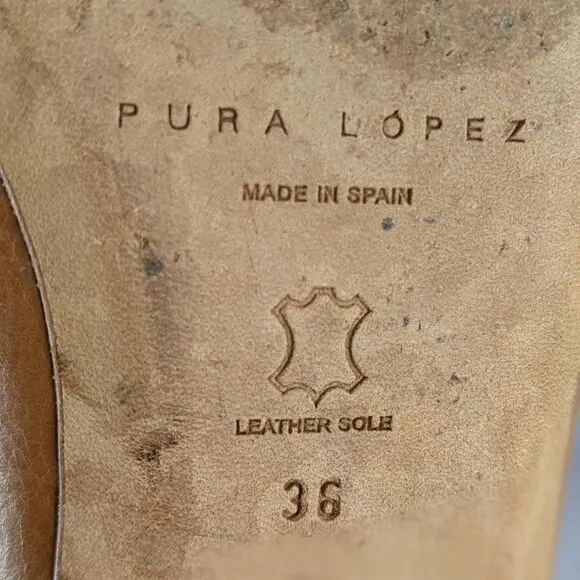 PURA LÓPEZ
MADE IN SPAIN
LEATHER SOLE
36